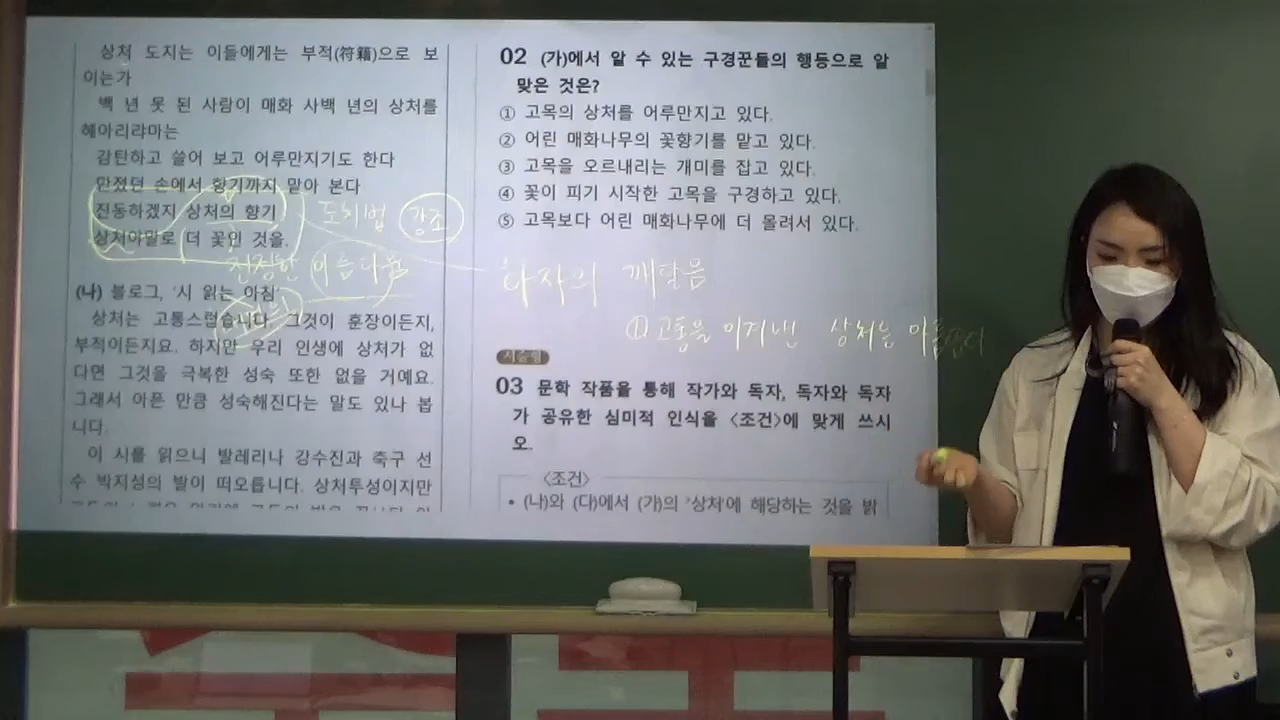 상처 도지는 이들에게는 부적(符籍)으로 보
이는가
백 년 못 된 사람이 매화 사백 년의 상처를
헤아리랴마는
감탄하고 쓸어 보고 어루만지기도 한다
만졌던 손에서 향기까지 맡아 본다
진동하겠지 상처의 향기
상처야말로 더 꽃인 것을.
도치법 강조
진정한 아름다움
(나) 블로그, '시 읽는 아침'
상처는 고통스럽습니다. 그것이 훈장이든지,
부적이든지요. 하지만 우리 인생에 상처가 없
다면 그것을 극복한 성숙 또한 없을 거예요.
그래서 아픈 만큼 성숙해진다는 말도 있나 봅
니다.
이 시를 읽으니 발레리나 강수진과 축구 선
수 박지성의 발이 떠오릅니다. 상처투성이지만
02 (가)에서 알 수 있는 구경꾼들의 행동으로 알
맞은 것은?
① 고목의 상처를 어루만지고 있다.
② 어린 매화나무의 꽃향기를 맡고 있다.
③ 고목을 오르내리는 개미를 잡고 있다.
④ 꽃이 피기 시작한 고목을 구경하고 있다.
⑤ 고목보다 어린 매화나무에 더 몰려서 있다.
화자의 깨달음
① 고통을 이겨낸 상처는 아름답다
서술형
03 문학 작품을 통해 작가와 독자, 독자와 독자
가 공유한 심미적 인식을 <조건>에 맞게 쓰시
오.
<조건>
• (나)와 (다)에서 (가)의 '상처'에 해당하는 것을 밝